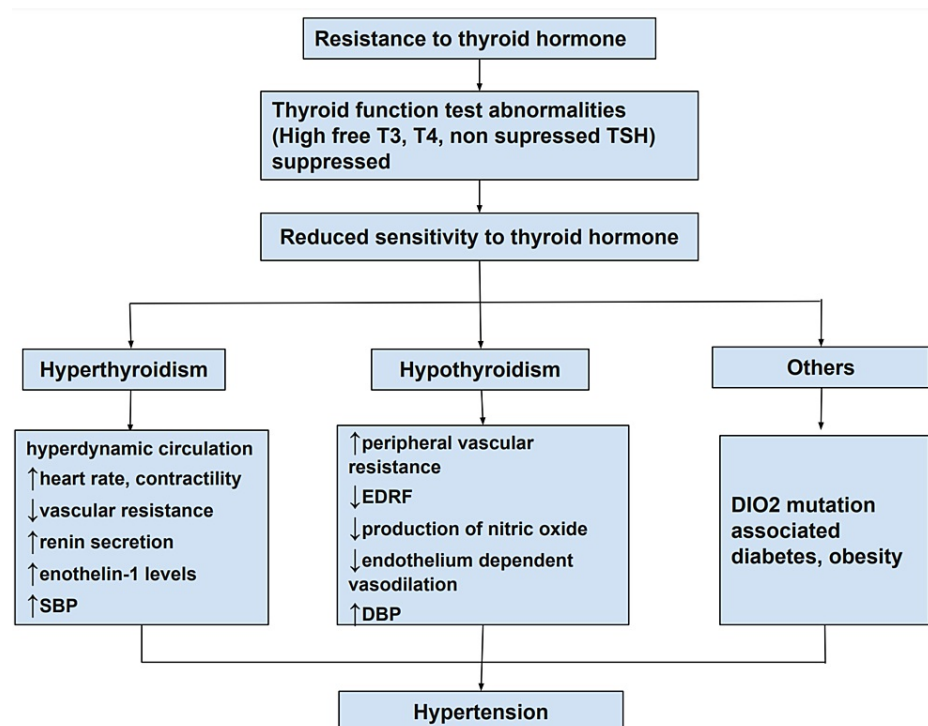 Resistance to thyroid hormone
Thyroid function test abnormalities
(High free T3, T4, non supressed TSH)
suppressed
Reduced sensitivity to thyroid hormone
Hyperthyroidism
Hypothyroidism
Others
hyperdynamic circulation
↑heart rate, contractility
↓vascular resistance
↑renin secretion
↑enothelin-1 levels
↑SBP
↑peripheral vascular
resistance
↓EDRF
↓production of nitric oxide
↓endothelium dependent
vasodilation
↑DBP
DIO2 mutation
associated
diabetes, obesity
Hypertension